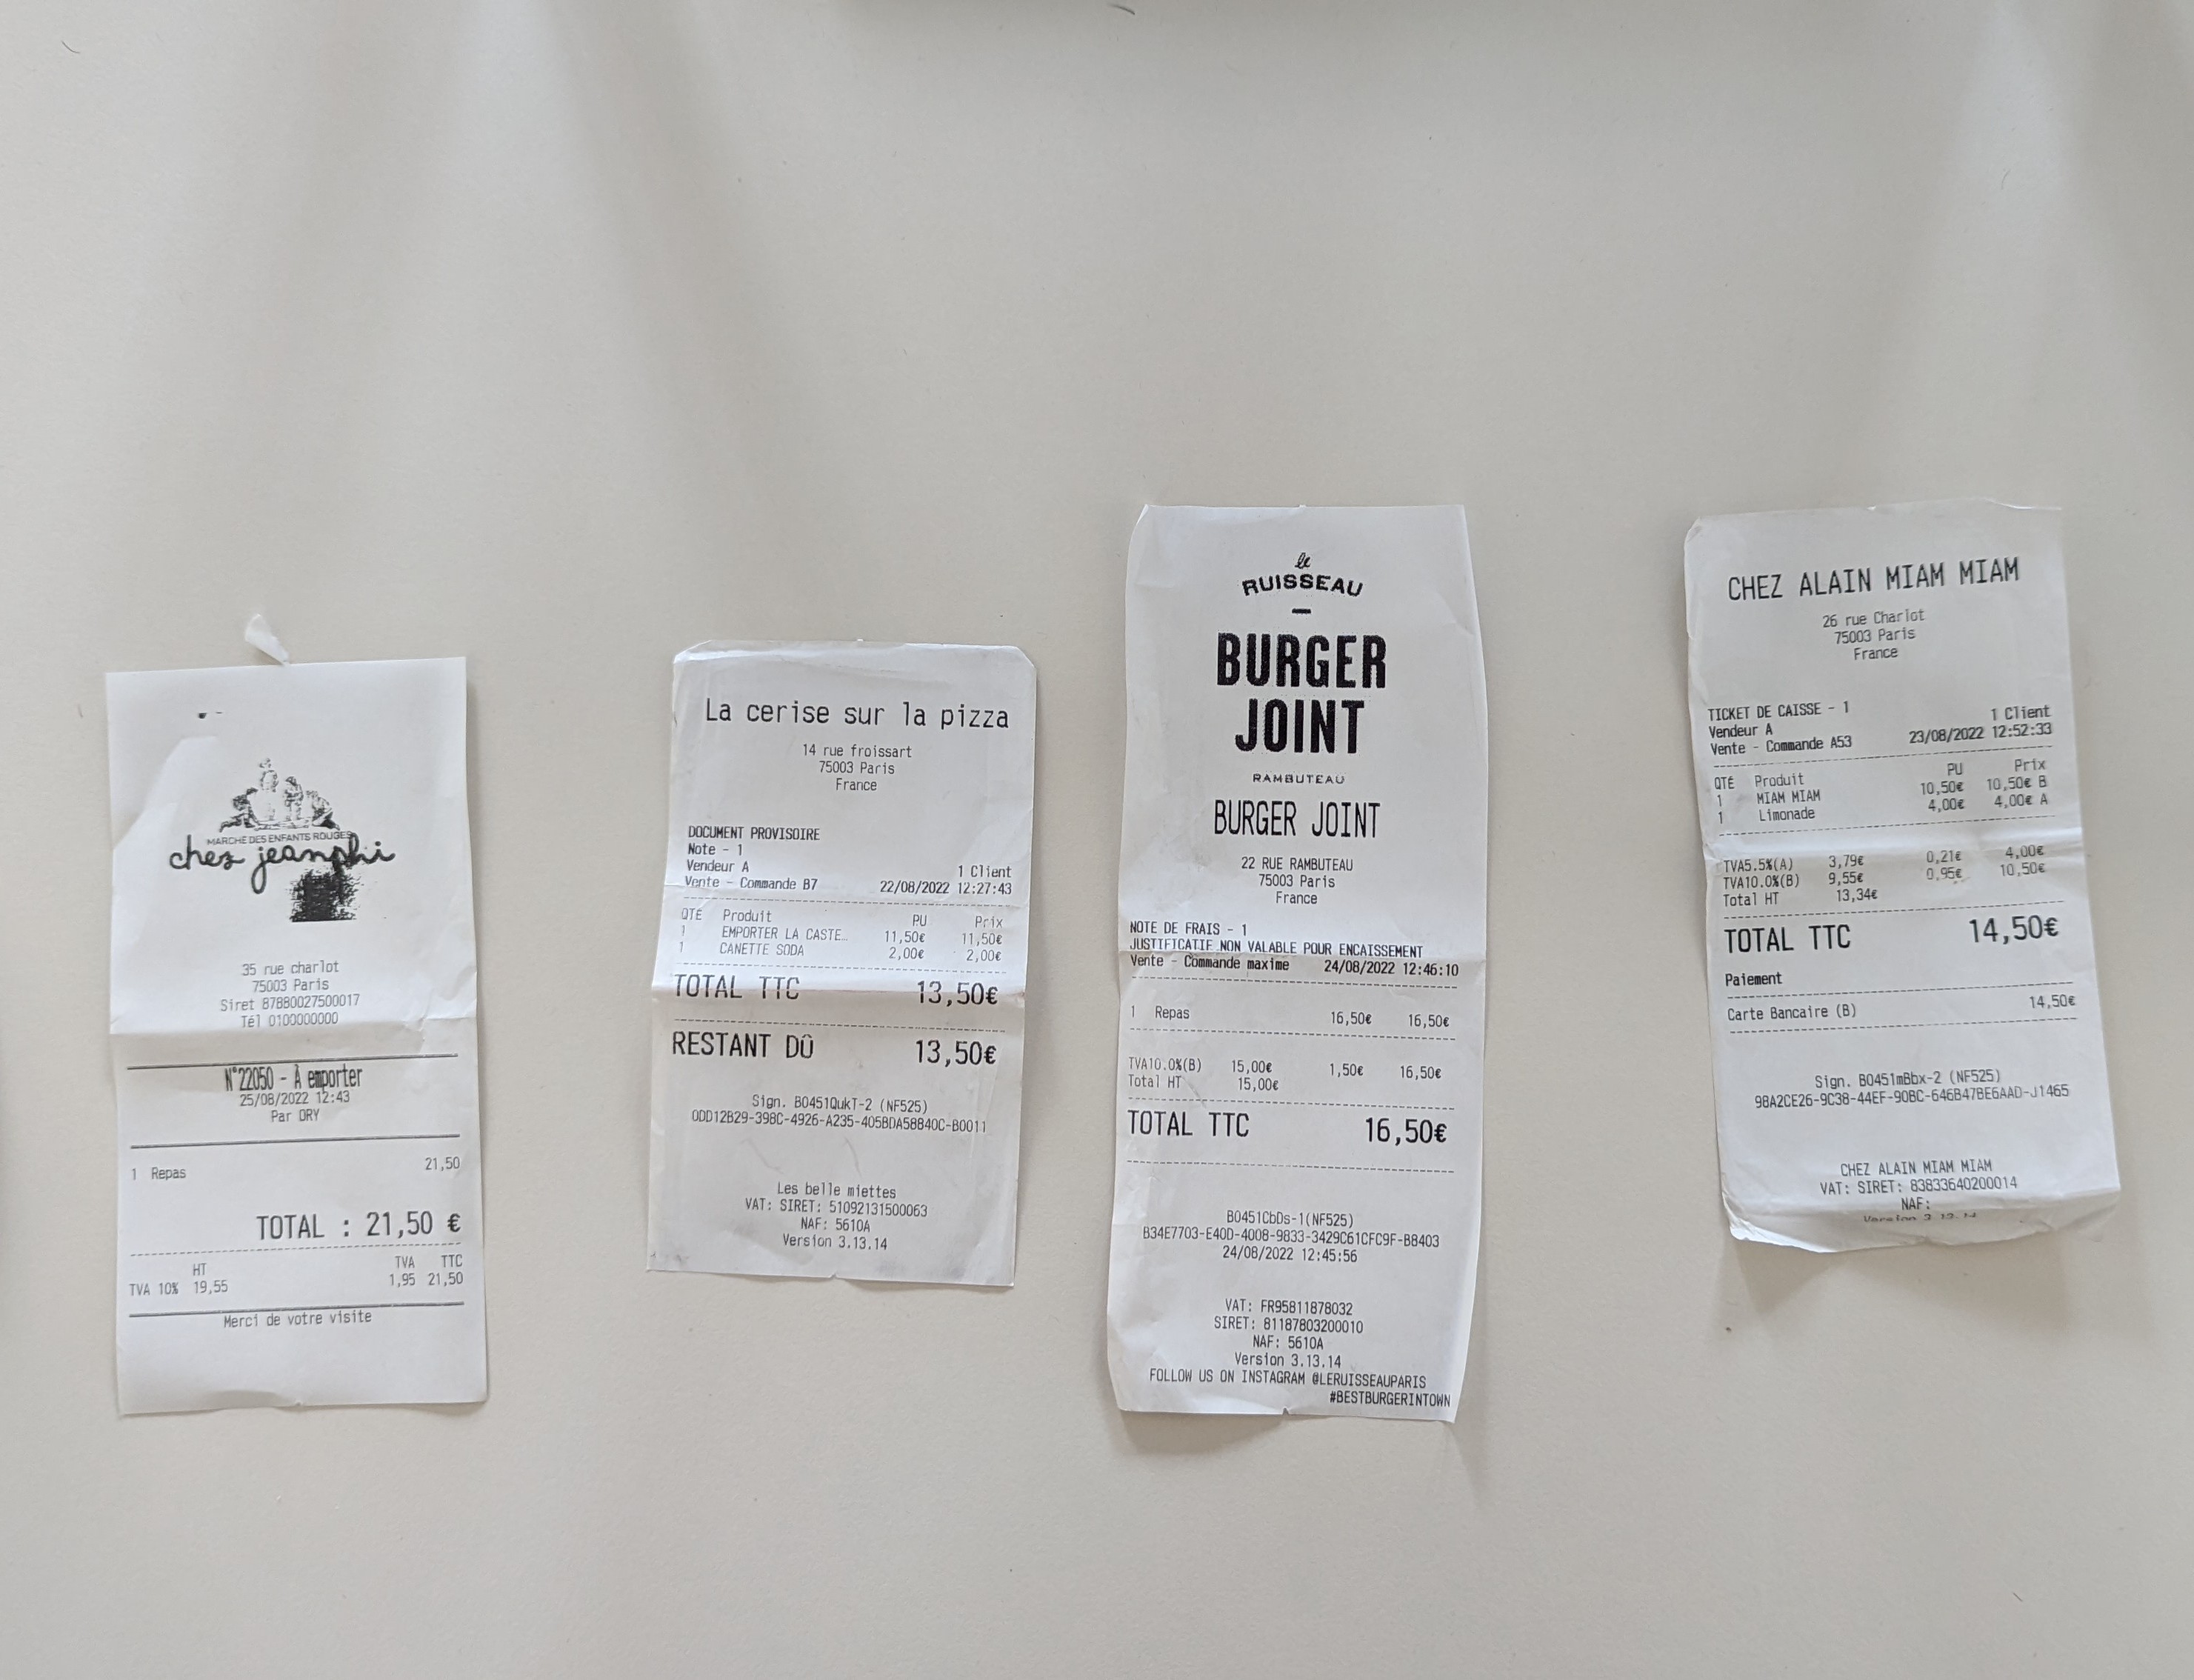 MARCHÉ DES ENFANTS ROUGES
chez jeanphi
35 rue charlot
75003 Paris
Siret 87880027500017
Tél 0100000000
N°22050 - À emporter
25/08/2022 12:43
Par DRY
1 Repas 21,50
TOTAL : 21,50 €
HT TVA TTC
TVA 10% 19,55 1,95 21,50
Merci de votre visite
La cerise sur la pizza
14 rue froissart
75003 Paris
France
DOCUMENT PROVISOIRE
Note - 1
Vendeur A 1 Client
Vente - Commande B7 22/08/2022 12:27:43
QTÉ Produit PU Prix
1 EMPORTER LA CASTE… 11,50€ 11,50€
1 CANETTE SODA 2,00€ 2,00€
TOTAL TTC 13,50€
RESTANT DÛ 13,50€
Sign. B0451QukT-2 (NF525)
0DD12B29-398C-4926-A235-405BDA58840C-B0011
Les belle miettes
VAT: SIRET: 51092131500063
NAF: 5610A
Version 3.13.14
le
RUISSEAU
BURGER
JOINT
RAMBUTEAU
BURGER JOINT
22 RUE RAMBUTEAU
75003 Paris
France
NOTE DE FRAIS - 1
JUSTIFICATIF NON VALABLE POUR ENCAISSEMENT
Vente - Commande maxime 24/08/2022 12:46:10
1 Repas 16,50€ 16,50€
TVA10.0%(B) 15,00€ 1,50€ 16,50€
Total HT 15,00€
TOTAL TTC 16,50€
B0451CbDs-1(NF525)
B34E7703-E40D-4008-9833-3429C61CFC9F-B8403
24/08/2022 12:45:56
VAT: FR95811878032
SIRET: 81187803200010
NAF: 5610A
Version 3.13.14
FOLLOW US ON INSTAGRAM @LERUISSEAUPARIS
#BESTBURGERINTOWN
CHEZ ALAIN MIAM MIAM
26 rue Charlot
75003 Paris
France
TICKET DE CAISSE - 1
Vendeur A 1 Client
Vente - Commande A53 23/08/2022 12:52:33
QTÉ Produit PU Prix
1 MIAM MIAM 10,50€ 10,50€ B
1 Limonade 4,00€ 4,00€ A
TVA5.5%(A) 3,79€ 0,21€ 4,00€
TVA10.0%(B) 9,55€ 0,95€ 10,50€
Total HT 13,34€
TOTAL TTC 14,50€
Paiement
Carte Bancaire (B) 14,50€
Sign. B0451mBbx-2 (NF525)
98A2CE26-9C38-44EF-90BC-646B47BE6AAD-J1465
CHEZ ALAIN MIAM MIAM
VAT: SIRET: 83833640200014
NAF:
Version 3.13.14